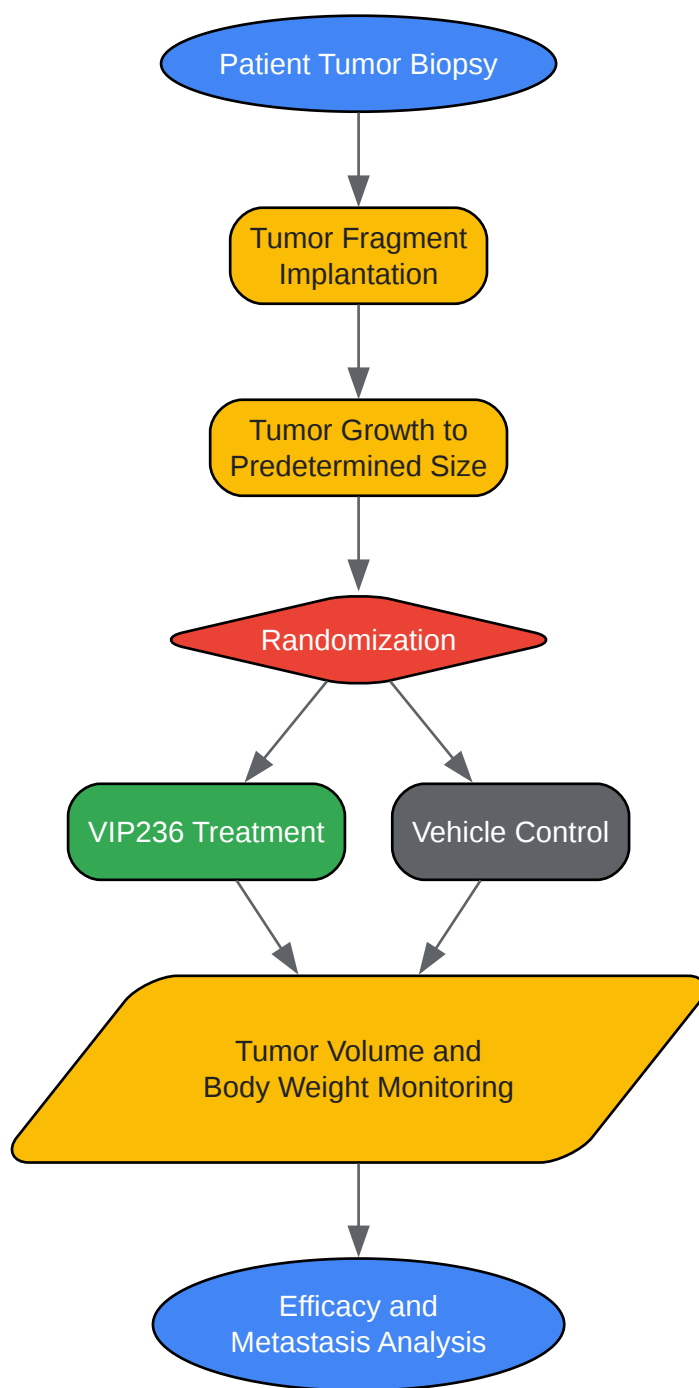 Patient Tumor Biopsy
Tumor Fragment
Implantation
Tumor Growth to
Predetermined Size
Randomization
VIP236 Treatment
Vehicle Control
Tumor Volume and
Body Weight Monitoring
Efficacy and
Metastasis Analysis